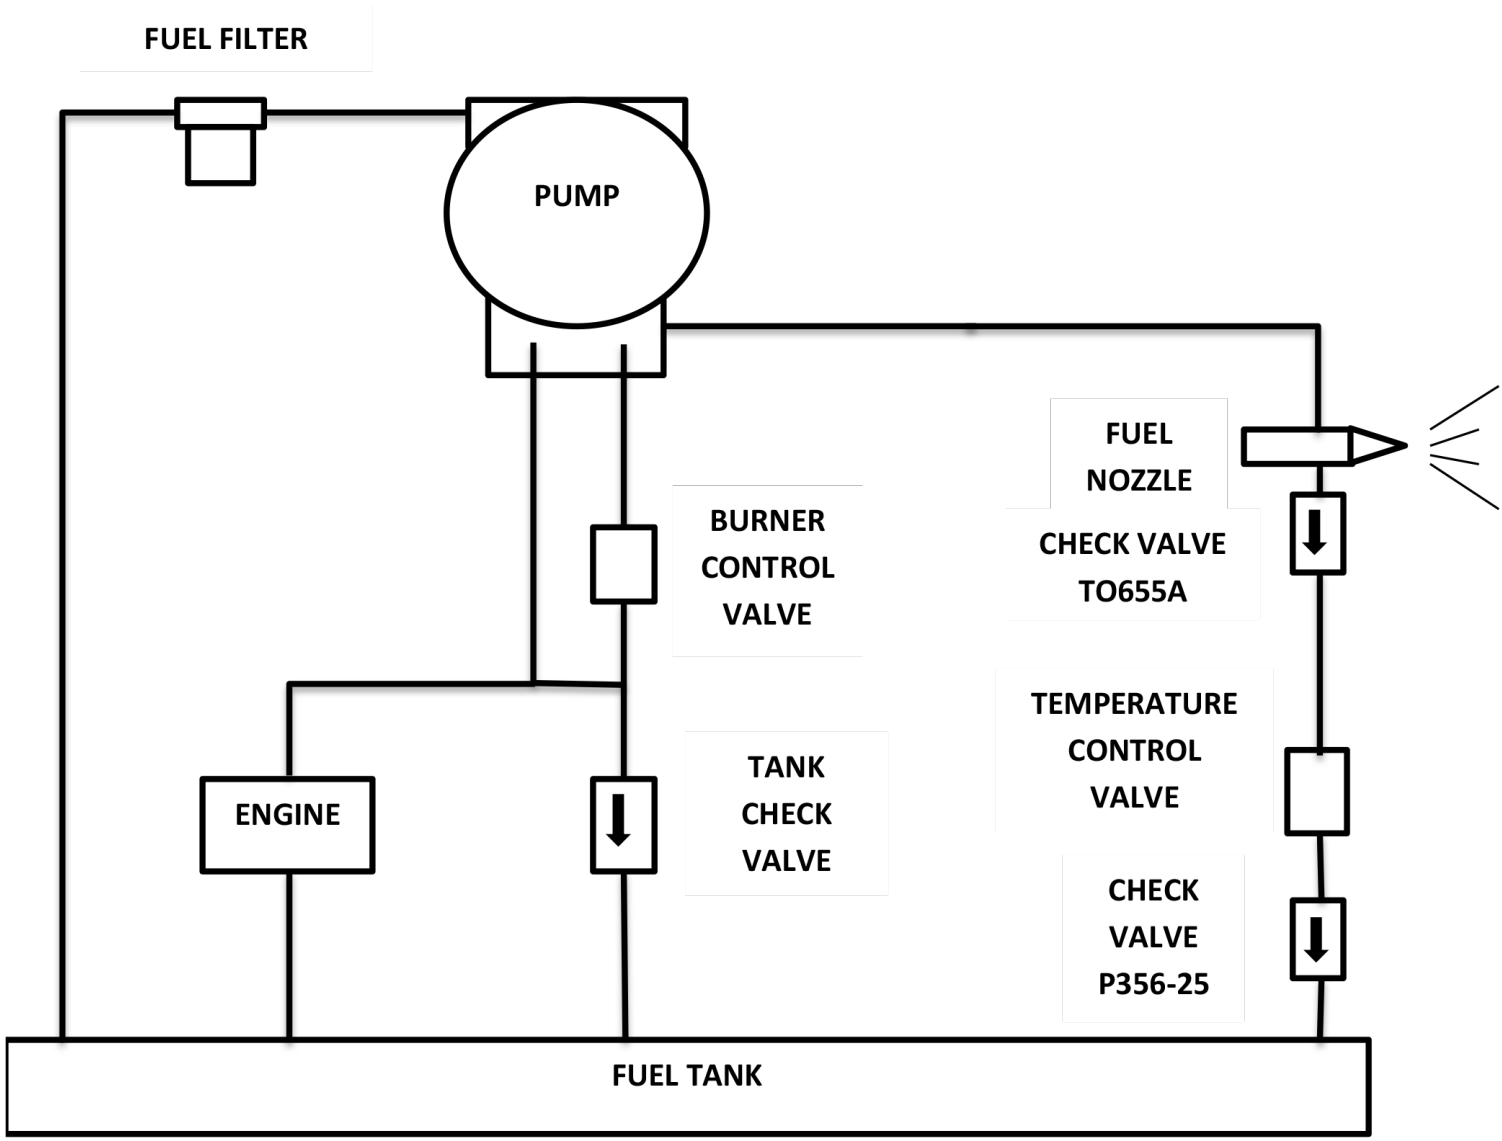 FUEL FILTER
PUMP
FUEL
NOZZLE
BURNER
CONTROL
VALVE
CHECK VALVE
TO655A
TEMPERATURE
CONTROL
VALVE
ENGINE
TANK
CHECK
VALVE
CHECK
VALVE
P356-25
FUEL TANK